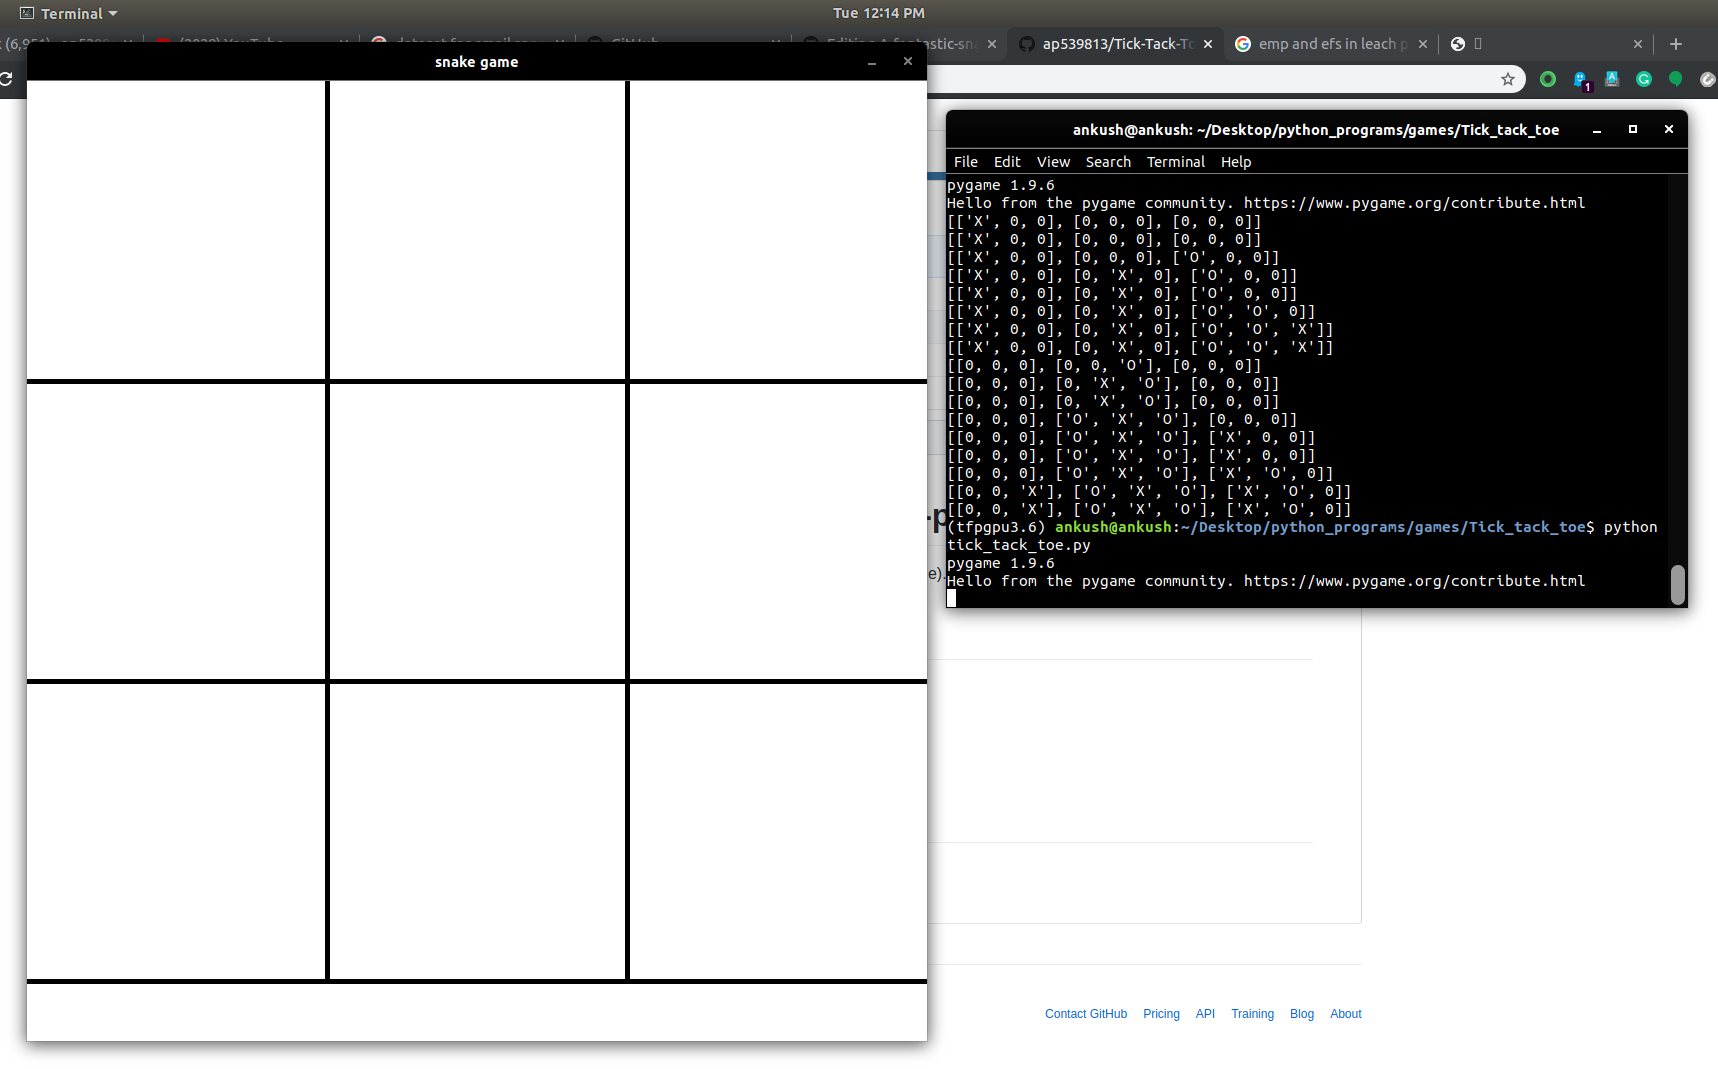 Terminal
Tue 12:14 PM
(2020) YouTube
GitHub
Editing A-fantastic-sna
ap539813/Tick-Tack-To
emp and efs in leach p
1
snake game
ankush@ankush: ~/Desktop/python_programs/games/Tick_tack_toe
File Edit View Search Terminal Help
pygame 1.9.6
Hello from the pygame community. https://www.pygame.org/contribute.html
[['X', 0, 0], [0, 0, 0], [0, 0, 0]]
[['X', 0, 0], [0, 0, 0], [0, 0, 0]]
[['X', 0, 0], [0, 0, 0], ['O', 0, 0]]
[['X', 0, 0], [0, 'X', 0], ['O', 0, 0]]
[['X', 0, 0], [0, 'X', 0], ['O', 0, 0]]
[['X', 0, 0], [0, 'X', 0], ['O', 'O', 0]]
[['X', 0, 0], [0, 'X', 0], ['O', 'O', 'X']]
[['X', 0, 0], [0, 'X', 0], ['O', 'O', 'X']]
[[0, 0, 0], [0, 0, 'O'], [0, 0, 0]]
[[0, 0, 0], [0, 'X', 'O'], [0, 0, 0]]
[[0, 0, 0], [0, 'X', 'O'], [0, 0, 0]]
[[0, 0, 0], ['O', 'X', 'O'], [0, 0, 0]]
[[0, 0, 0], ['O', 'X', 'O'], ['X', 0, 0]]
[[0, 0, 0], ['O', 'X', 'O'], ['X', 0, 0]]
[[0, 0, 0], ['O', 'X', 'O'], ['X', 'O', 0]]
[[0, 0, 'X'], ['O', 'X', 'O'], ['X', 'O', 0]]
[[0, 0, 'X'], ['O', 'X', 'O'], ['X', 'O', 0]]
(tfpgpu3.6) ankush@ankush:~/Desktop/python_programs/games/Tick_tack_toe$ python
tick_tack_toe.py
pygame 1.9.6
Hello from the pygame community. https://www.pygame.org/contribute.html
-p
e).
Contact GitHub Pricing API Training Blog About